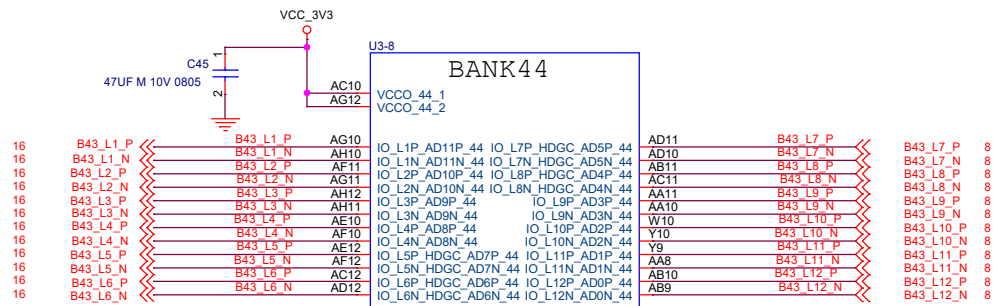 VCC_3V3
U3-8
BANK44
C45
1
47UF M 10V 0805
2
AC10 VCCO_44_1
AG12 VCCO_44_2
16 B43_L1_P B43_L1_P AG10 IO_L1P_AD11P_44 IO_L7P_HDGC_AD5P_44 AD11 B43_L7_P B43_L7_P 8
16 B43_L1_N B43_L1_N AH10 IO_L1N_AD11N_44 IO_L7N_HDGC_AD5N_44 AD10 B43_L7_N B43_L7_N 8
16 B43_L2_P B43_L2_P AF11 IO_L2P_AD10P_44 IO_L8P_HDGC_AD4P_44 AB11 B43_L8_P B43_L8_P 8
16 B43_L2_N B43_L2_N AG11 IO_L2N_AD10N_44 IO_L8N_HDGC_AD4N_44 AC11 B43_L8_N B43_L8_N 8
16 B43_L3_P B43_L3_P AH12 IO_L3P_AD9P_44 IO_L9P_AD3P_44 AA11 B43_L9_P B43_L9_P 8
16 B43_L3_N B43_L3_N AH11 IO_L3N_AD9N_44 IO_L9N_AD3N_44 AA10 B43_L9_N B43_L9_N 8
16 B43_L4_P B43_L4_P AE10 IO_L4P_AD8P_44 IO_L10P_AD2P_44 W10 B43_L10_P B43_L10_P 8
16 B43_L4_N B43_L4_N AF10 IO_L4N_AD8N_44 IO_L10N_AD2N_44 Y10 B43_L10_N B43_L10_N 8
16 B43_L5_P B43_L5_P AE12 IO_L5P_HDGC_AD7P_44 IO_L11P_AD1P_44 Y9 B43_L11_P B43_L11_P 8
16 B43_L5_N B43_L5_N AF12 IO_L5N_HDGC_AD7N_44 IO_L11N_AD1N_44 AA8 B43_L11_N B43_L11_N 8
16 B43_L6_P B43_L6_P AC12 IO_L6P_HDGC_AD6P_44 IO_L12P_AD0P_44 AB10 B43_L12_P B43_L12_P 8
16 B43_L6_N B43_L6_N AD12 IO_L6N_HDGC_AD6N_44 IO_L12N_AD0N_44 AB9 B43_L12_N B43_L12_N 8